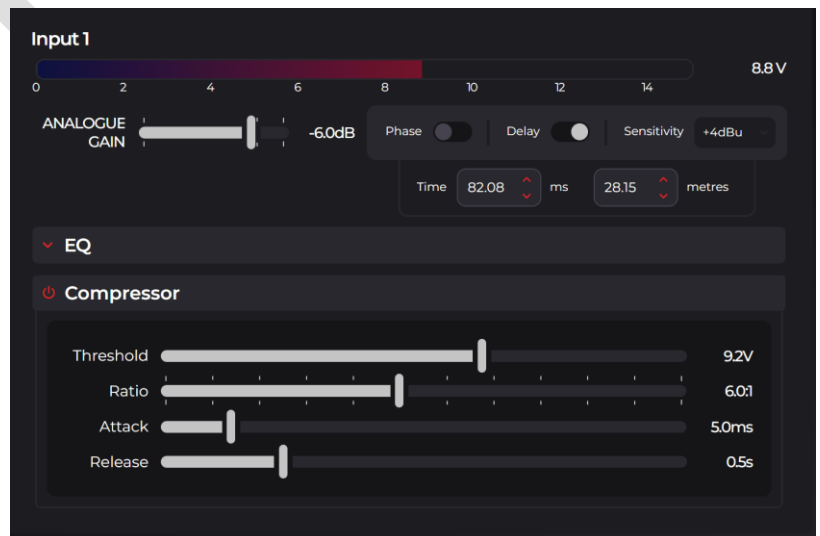 Input 1
8.8 V
0 2 4 6 8 10 12 14
ANALOGUE GAIN -6.0dB Phase Delay Sensitivity +4dBu
Time 82.08 ms 28.15 metres
EQ
Compressor
Threshold 9.2V
Ratio 6.0:1
Attack 5.0ms
Release 0.5s